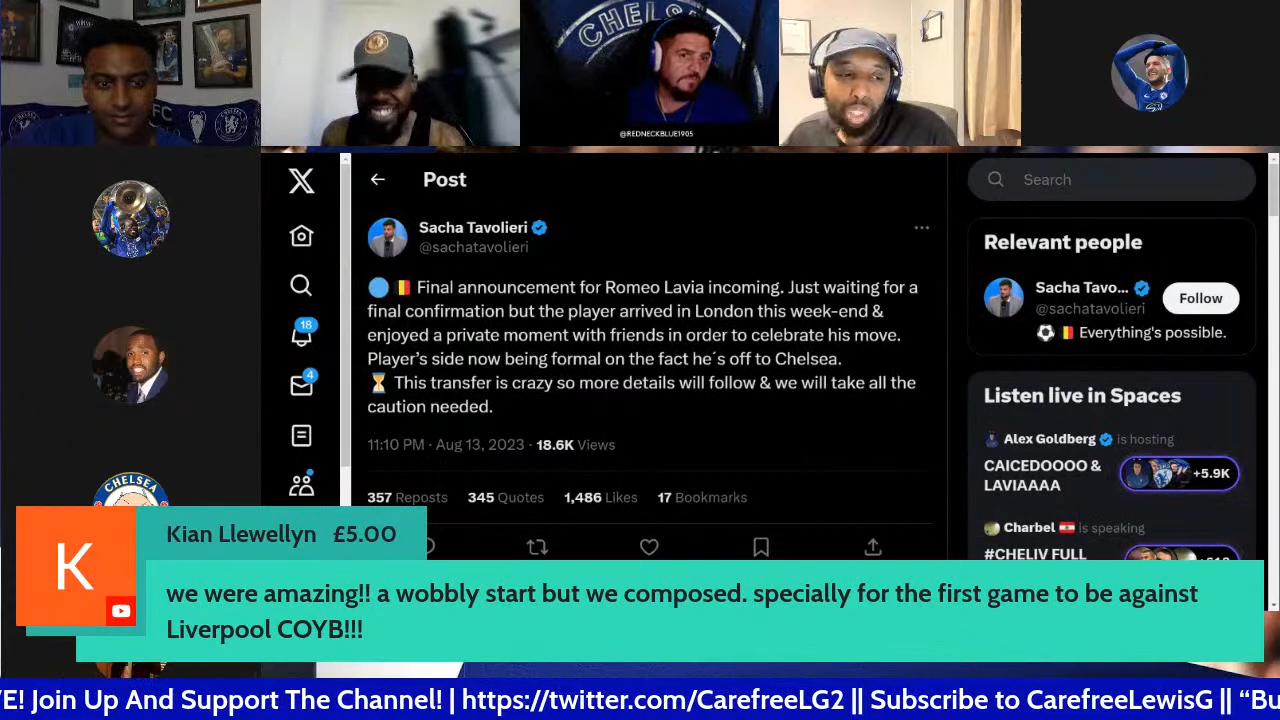 CHELSEA
@REDNECKBLUE1905
Post
Search
Sacha Tavolieri
@sachatavolieri
Final announcement for Romeo Lavia incoming. Just waiting for a
final confirmation but the player arrived in London this week-end &
enjoyed a private moment with friends in order to celebrate his move.
Player’s side now being formal on the fact he´s off to Chelsea.
This transfer is crazy so more details will follow & we will take all the
caution needed.
11:10 PM · Aug 13, 2023 · 18.6K Views
357 Reposts 345 Quotes 1,486 Likes 17 Bookmarks
18
4
Relevant people
Sacha Tavo...
@sachatavolieri
Follow
Everything's possible.
Listen live in Spaces
Alex Goldberg is hosting
CAICEDOOOO &
LAVIAAAA
+5.9K
Charbel is speaking
#CHELIV FULL
CHELSEA
K
Kian Llewellyn £5.00
we were amazing!! a wobbly start but we composed. specially for the first game to be against
Liverpool COYB!!!
E! Join Up And Support The Channel! | https://twitter.com/CarefreeLG2 || Subscribe to CarefreeLewisG || “Bu